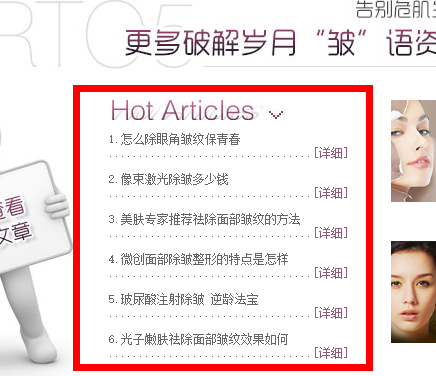 RTO5
告别危肌
更多破解岁月“皱”语资
Hot Articles
1.怎么除眼角皱纹保青春
[详细]
2.像束激光除皱多少钱
[详细]
3.美肤专家推荐祛除面部皱纹的方法
[详细]
4.微创面部除皱整形的特点是怎样
[详细]
5.玻尿酸注射除皱 逆龄法宝
[详细]
6.光子嫩肤祛除面部皱纹效果如何
[详细]
查看
文章